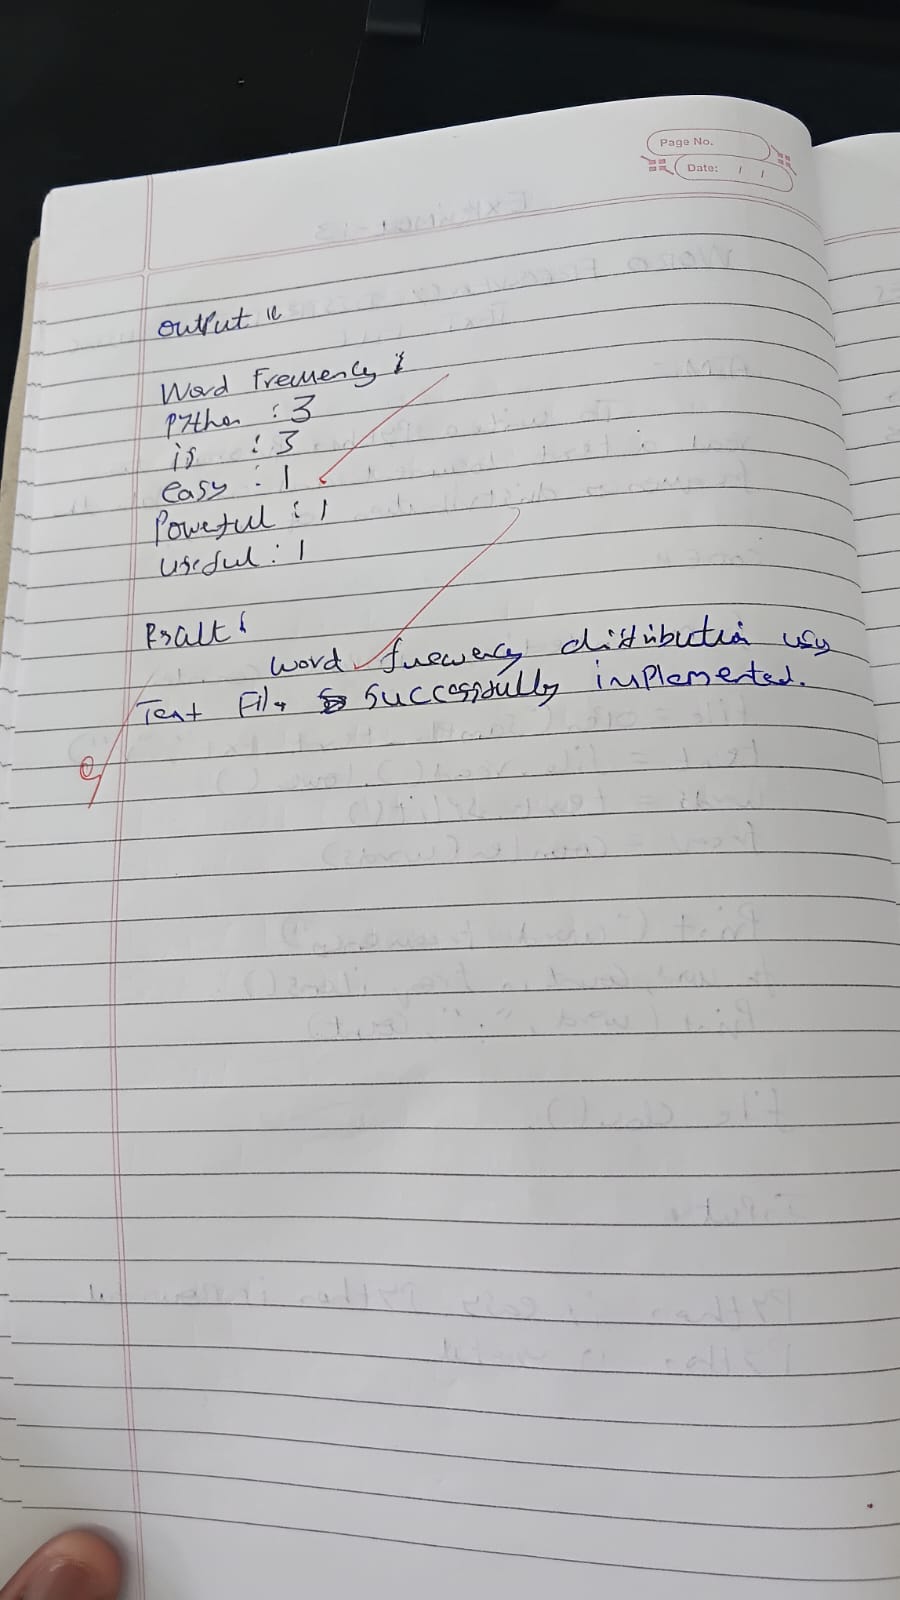 Page No.
Date: / /
output :
Word Frequency :
Python : 3
is : 3
easy : 1
Powerful : 1
useful : 1
Result :
word frequency distribution using
Text File successfully implemented.